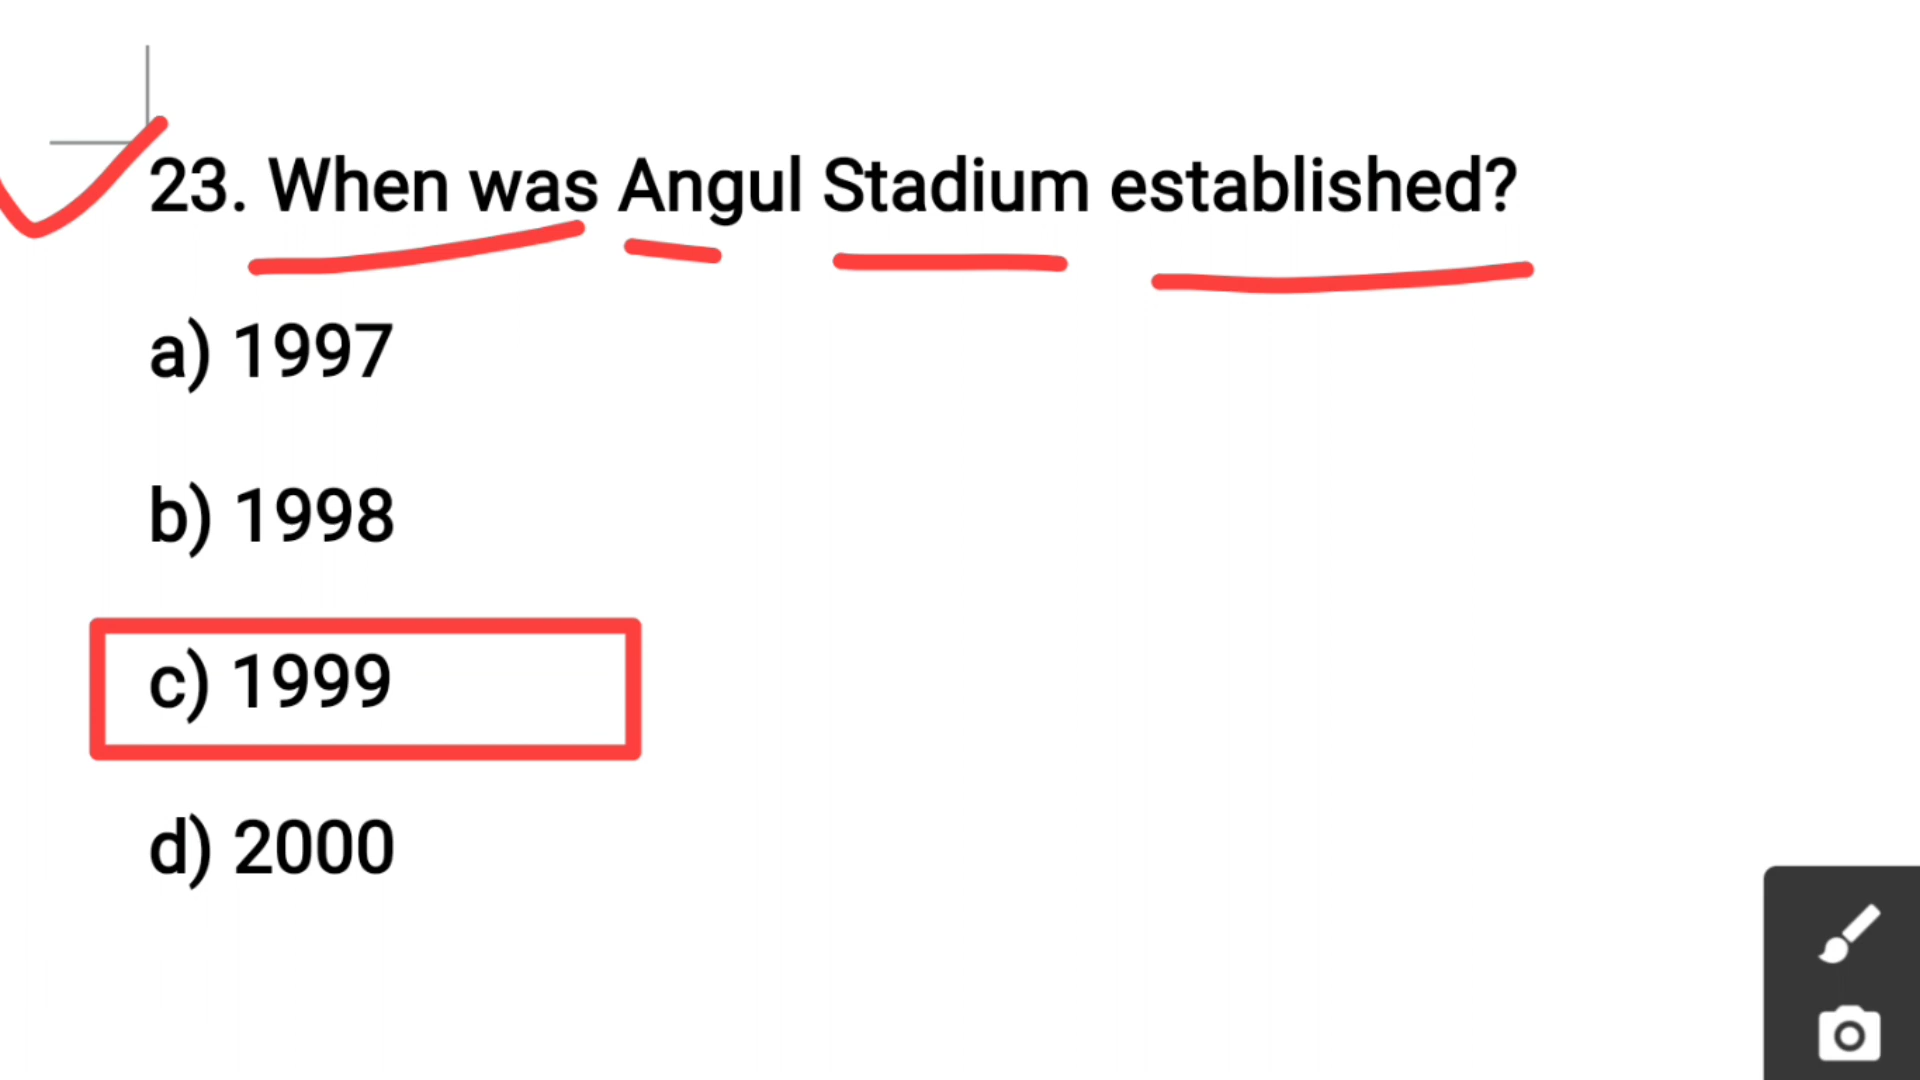 23. When was Angul Stadium established?
a) 1997
b) 1998
c) 1999
d) 2000